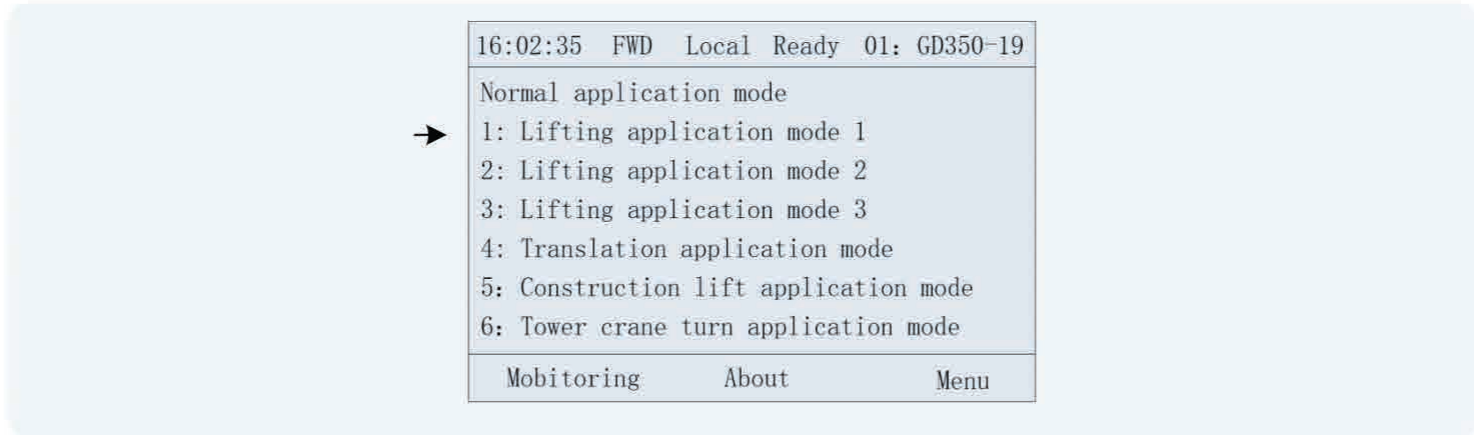 16:02:35 FWD Local Ready 01: GD350-19
Normal application mode
1: Lifting application mode 1
2: Lifting application mode 2
3: Lifting application mode 3
4: Translation application mode
5: Construction lift application mode
6: Tower crane turn application mode
Mobitoring About Menu